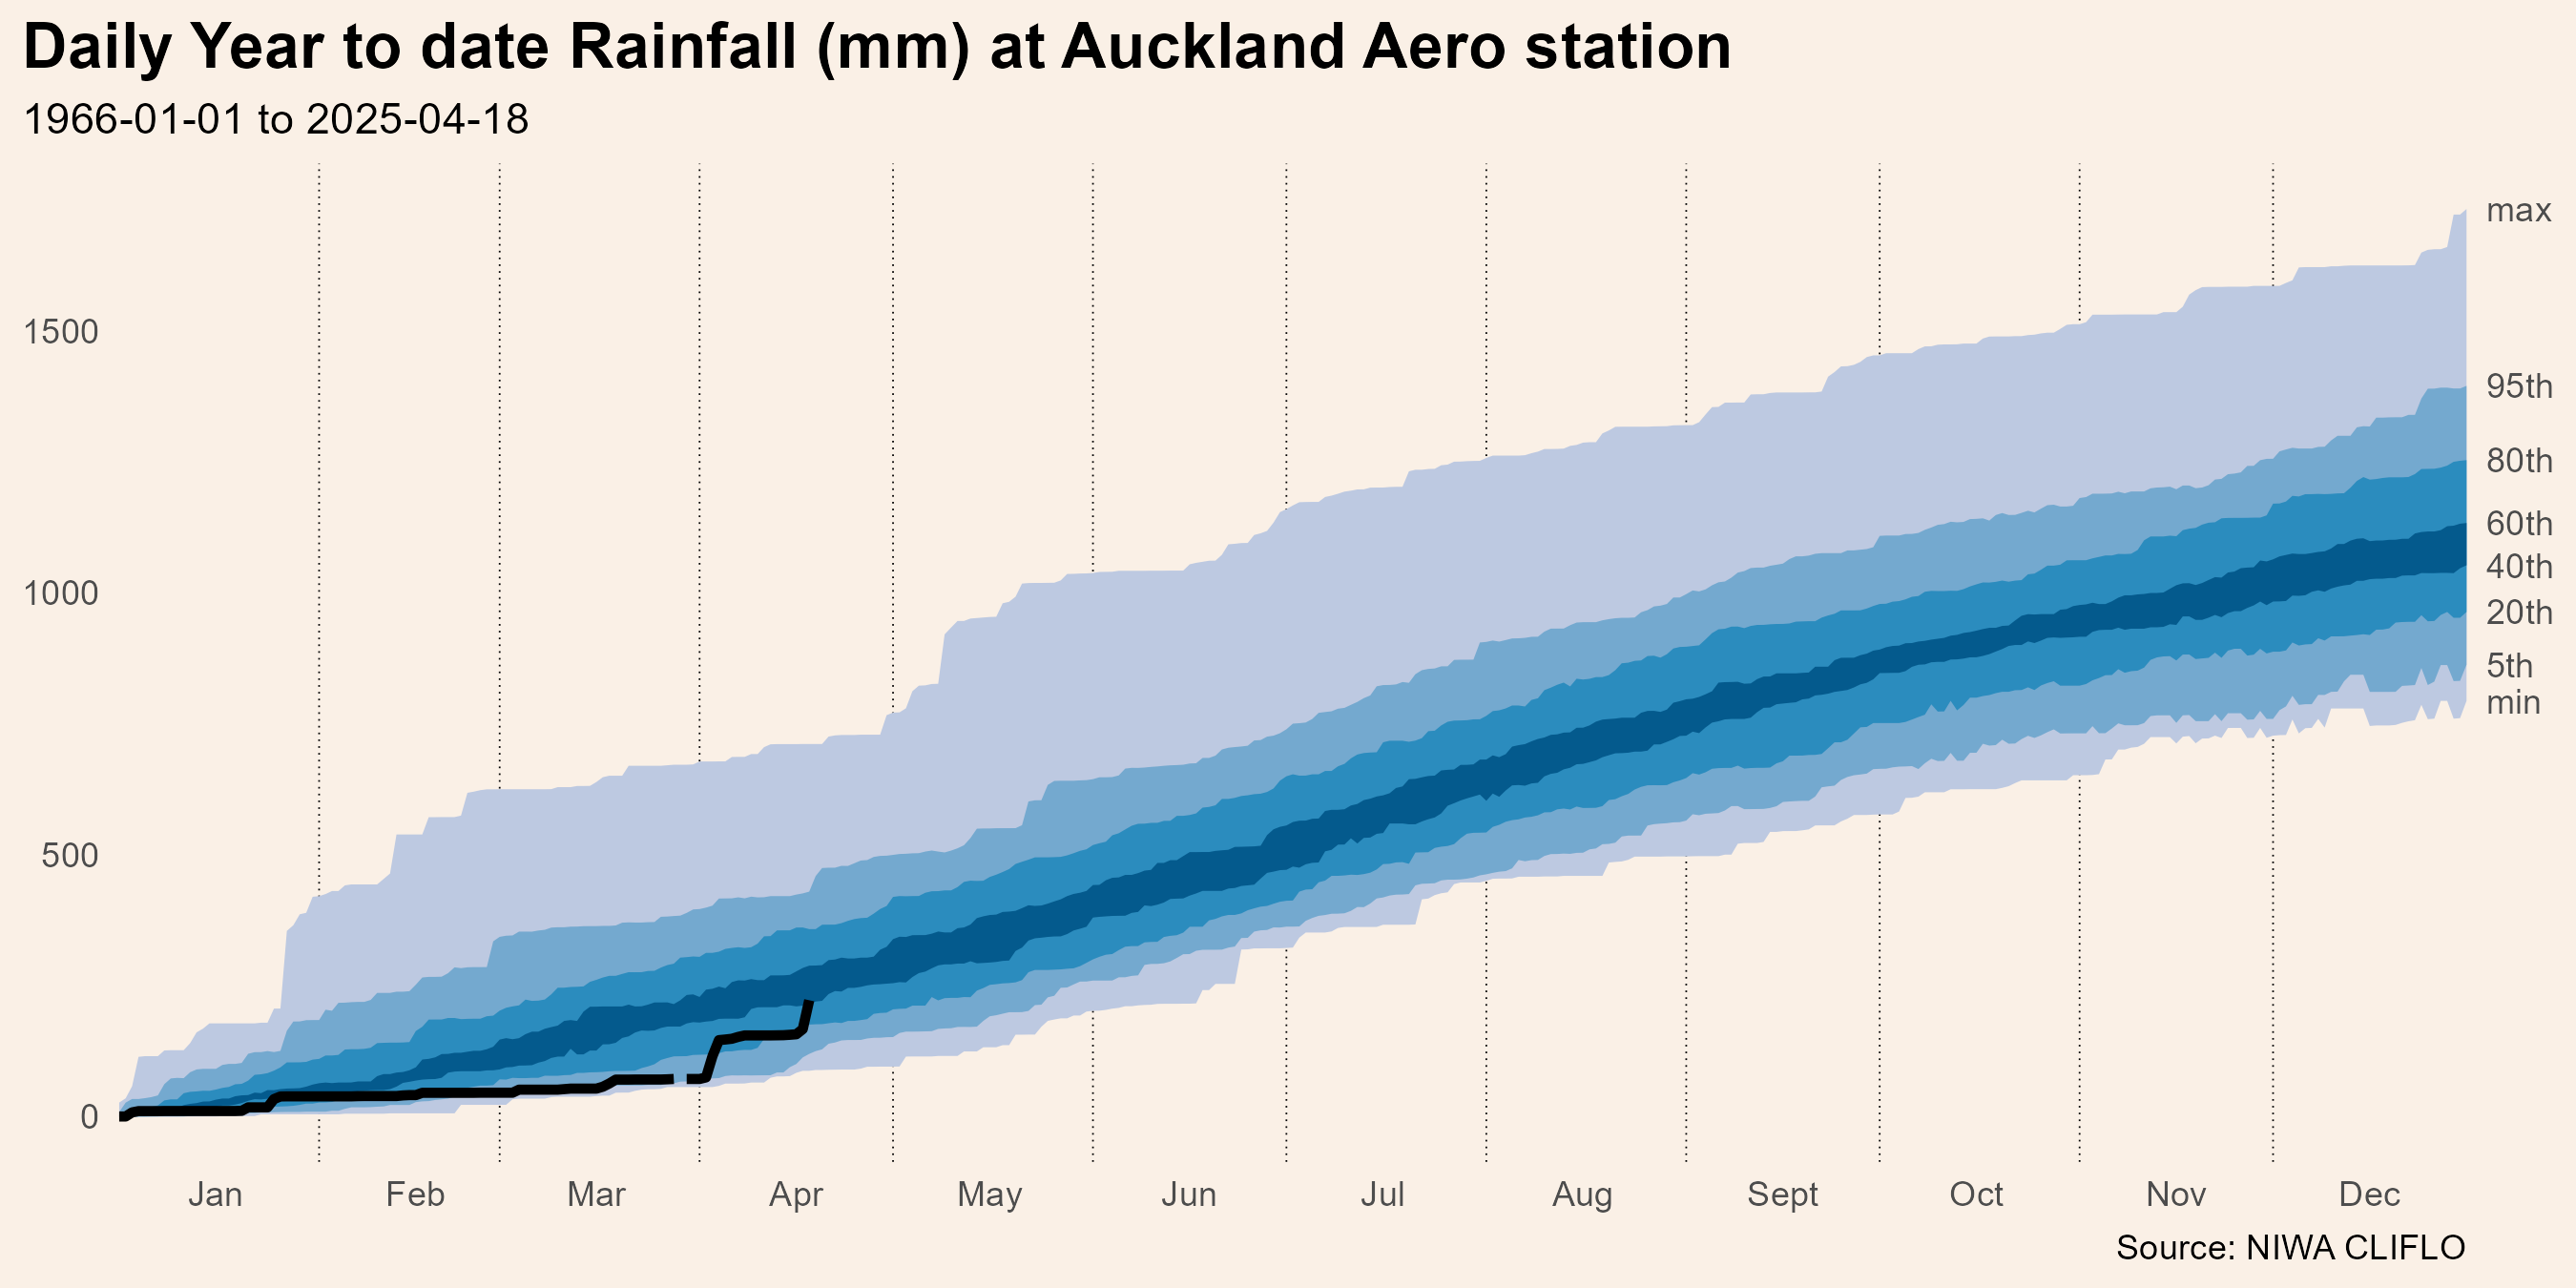 Daily Year to date Rainfall (mm) at Auckland Aero station
1966-01-01 to 2025-04-18
max
1500
95th
80th
60th
1000
40th
20th
5th
min
500
0
Jan Feb Mar Apr May Jun Jul Aug Sept Oct Nov Dec
Source: NIWA CLIFLO